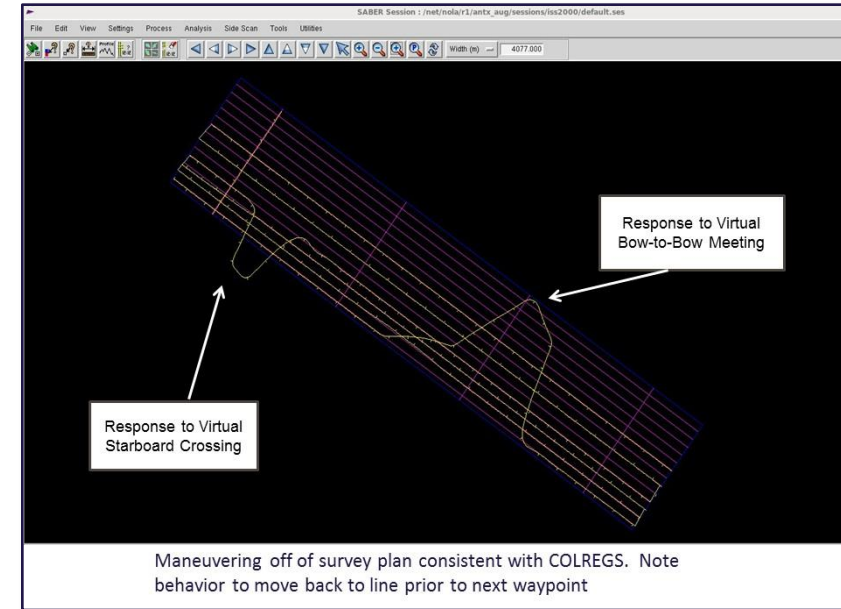 SABER Session : /net/nola/r1/antx_aug/sessions/iss2000/default.ses
File Edit View Settings Process Analysis Side Scan Tools Utilities
Width (m) 4077.000
Response to Virtual
Bow-to-Bow Meeting
Response to Virtual
Starboard Crossing
Maneuvering off of survey plan consistent with COLREGS. Note
behavior to move back to line prior to next waypoint